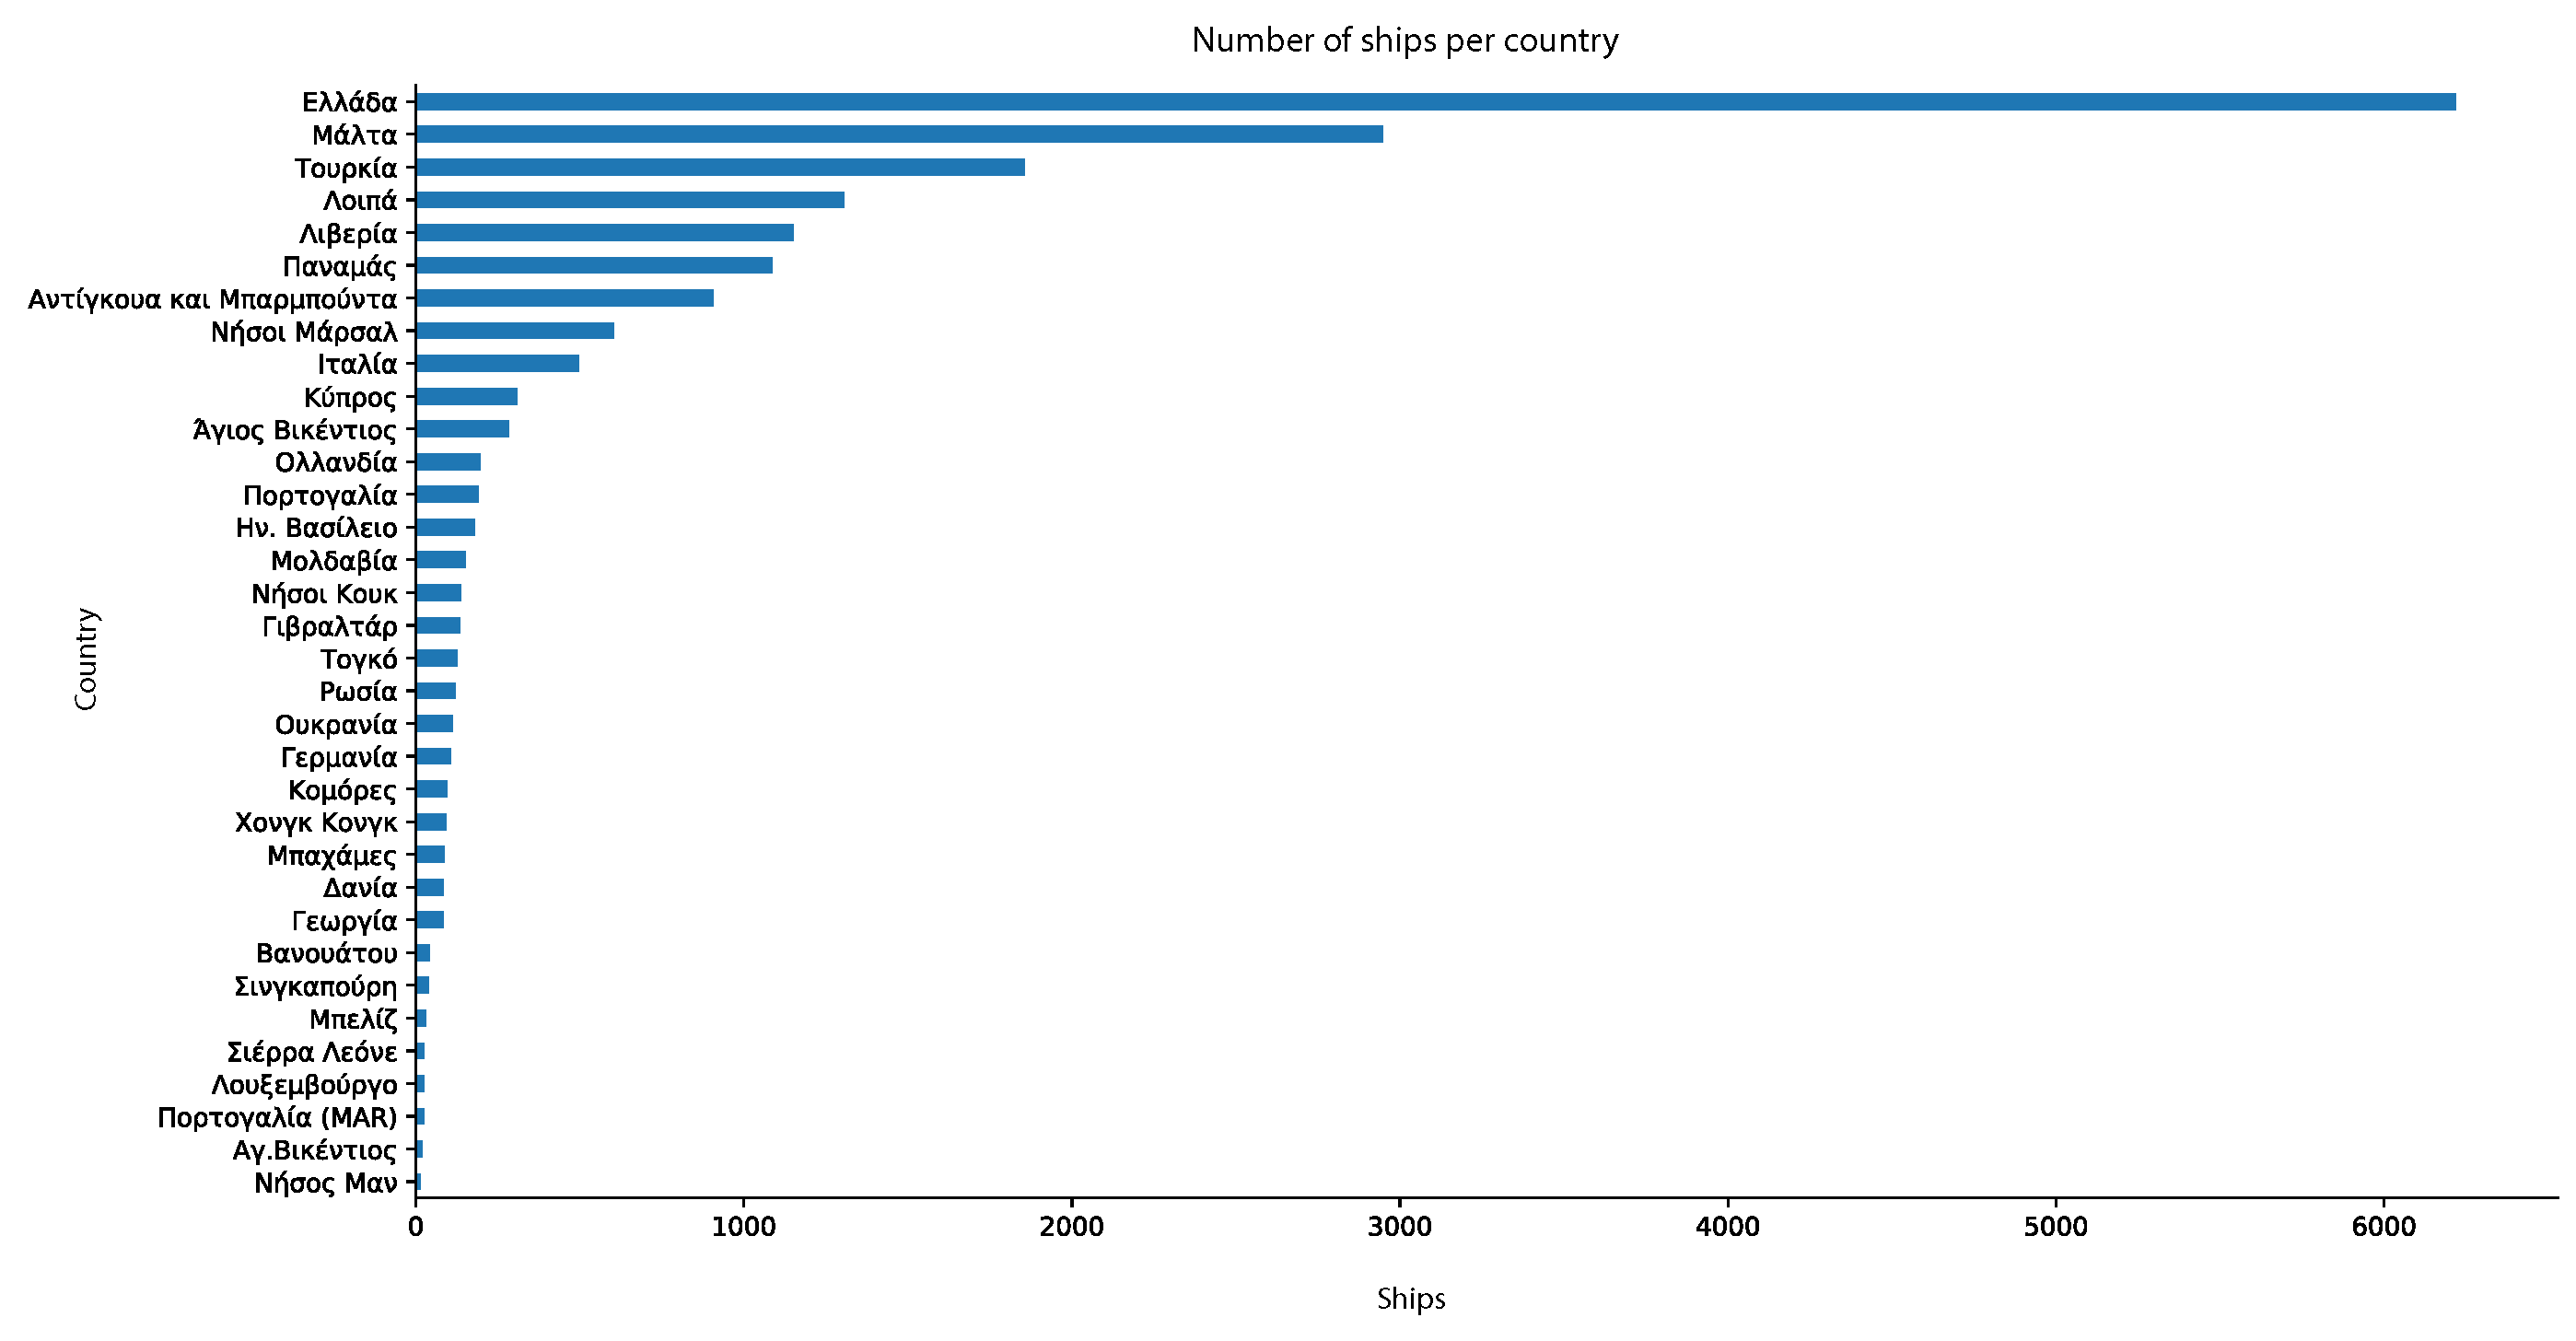 Number of ships per country
Ελλάδα
Μάλτα
Τουρκία
Λοιπά
Λιβερία
Παναμάς
Αντίγκουα και Μπαρμπούντα
Νήσοι Μάρσαλ
Ιταλία
Κύπρος
Άγιος Βικέντιος
Ολλανδία
Πορτογαλία
Ην. Βασίλειο
Μολδαβία
Νήσοι Κουκ
Γιβραλτάρ
Τογκό
Ρωσία
Ουκρανία
Γερμανία
Κομόρες
Χονγκ Κονγκ
Μπαχάμες
Δανία
Γεωργία
Βανουάτου
Σινγκαπούρη
Μπελίζ
Σιέρρα Λεόνε
Λουξεμβούργο
Πορτογαλία (MAR)
Αγ.Βικέντιος
Νήσος Μαν
Country
0 1000 2000 3000 4000 5000 6000
Ships